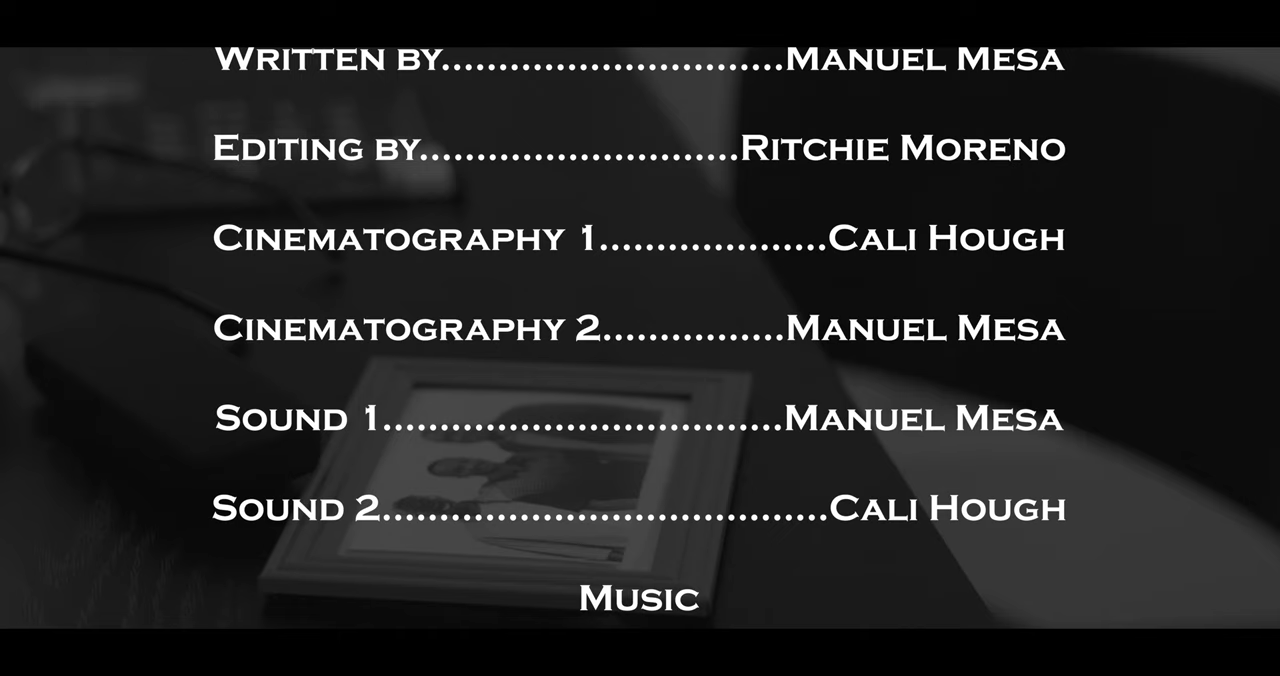 WRITTEN BY..............................MANUEL MESA
EDITING BY............................RITCHIE MORENO
CINEMATOGRAPHY 1....................CALI HOUGH
CINEMATOGRAPHY 2................MANUEL MESA
SOUND 1...................................MANUEL MESA
SOUND 2.......................................CALI HOUGH
MUSIC